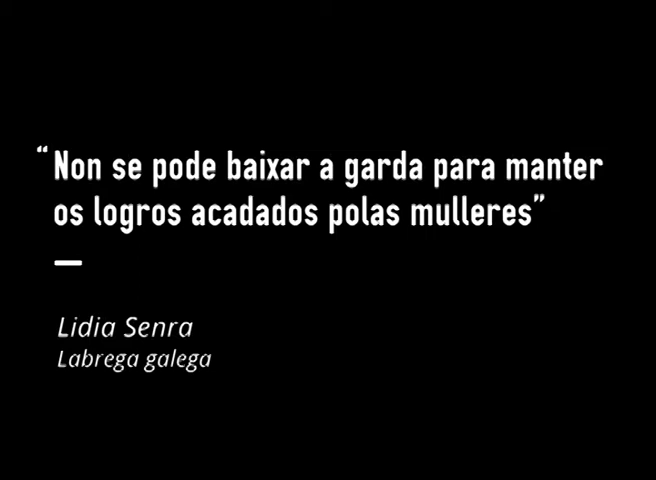 “Non se pode baixar a garda para manter
os logros acadados polas mulleres”
Lidia Senra
Labrega galega